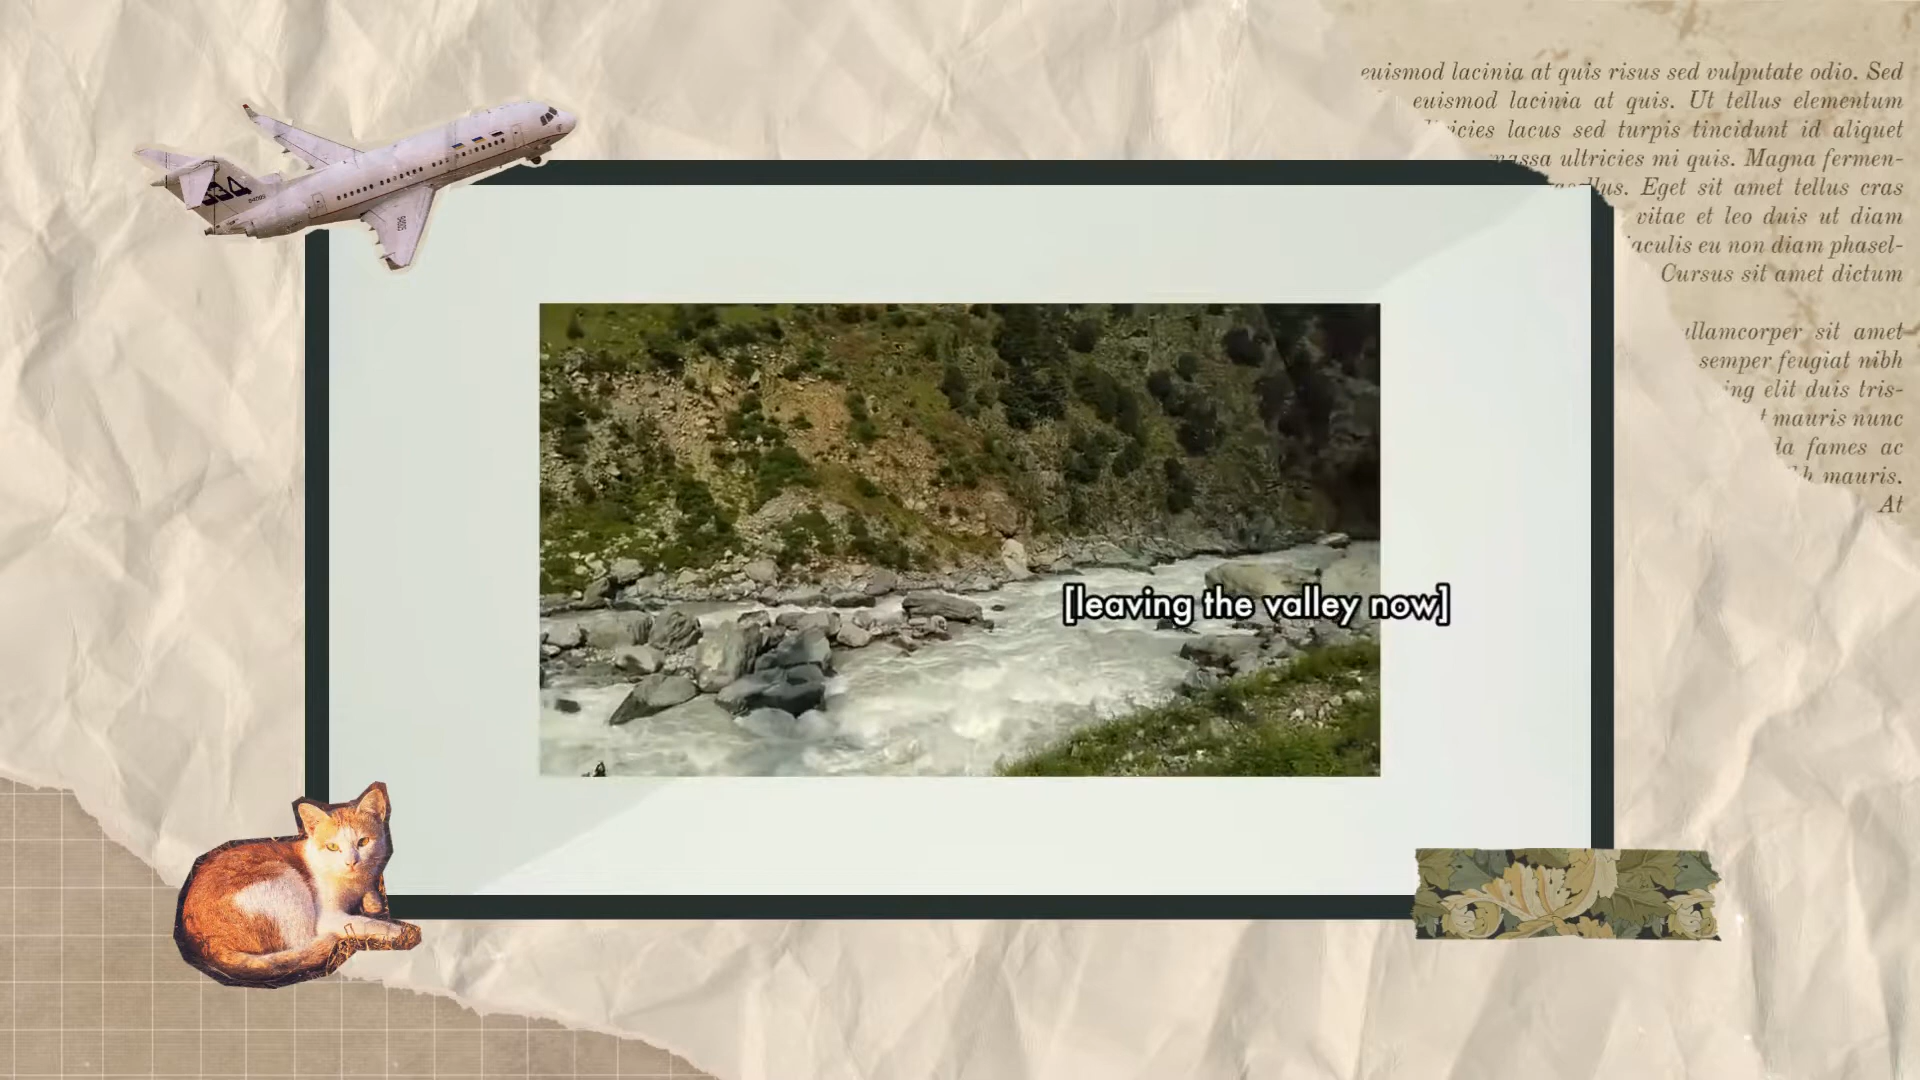 euismod lacinia at quis risus sed vulputate odio. Sed
euismod lacinia at quis. Ut tellus elementum
lacus sed turpis tincidunt id aliquet
ultricies mi quis. Magna fermen-
Eget sit amet tellus cras
vitae et leo duis ut diam
iaculis eu non diam phasel-
Cursus sit amet dictum
ullamcorper sit amet
semper feugiat nibh
elit duis tris-
mauris nunc
fames ac
mauris.
At
[leaving the valley now]